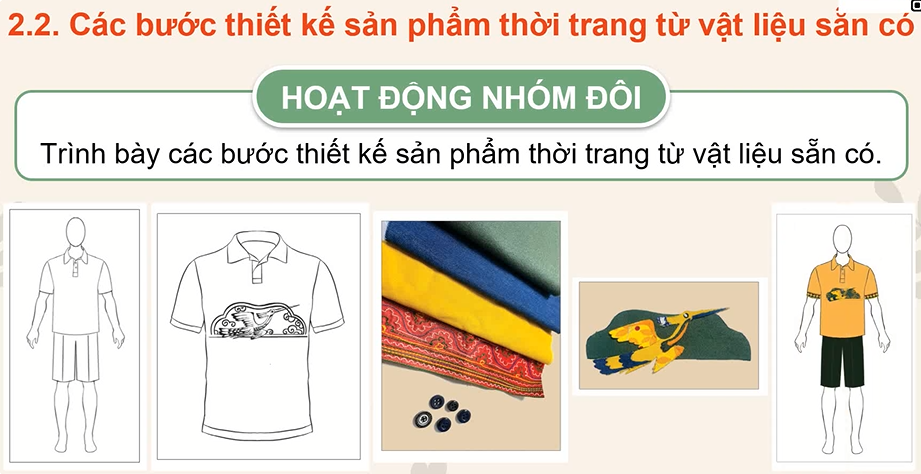 2.2. Các bước thiết kế sản phẩm thời trang từ vật liệu sẵn có
HOẠT ĐỘNG NHÓM ĐÔI
Trình bày các bước thiết kế sản phẩm thời trang từ vật liệu sẵn có.